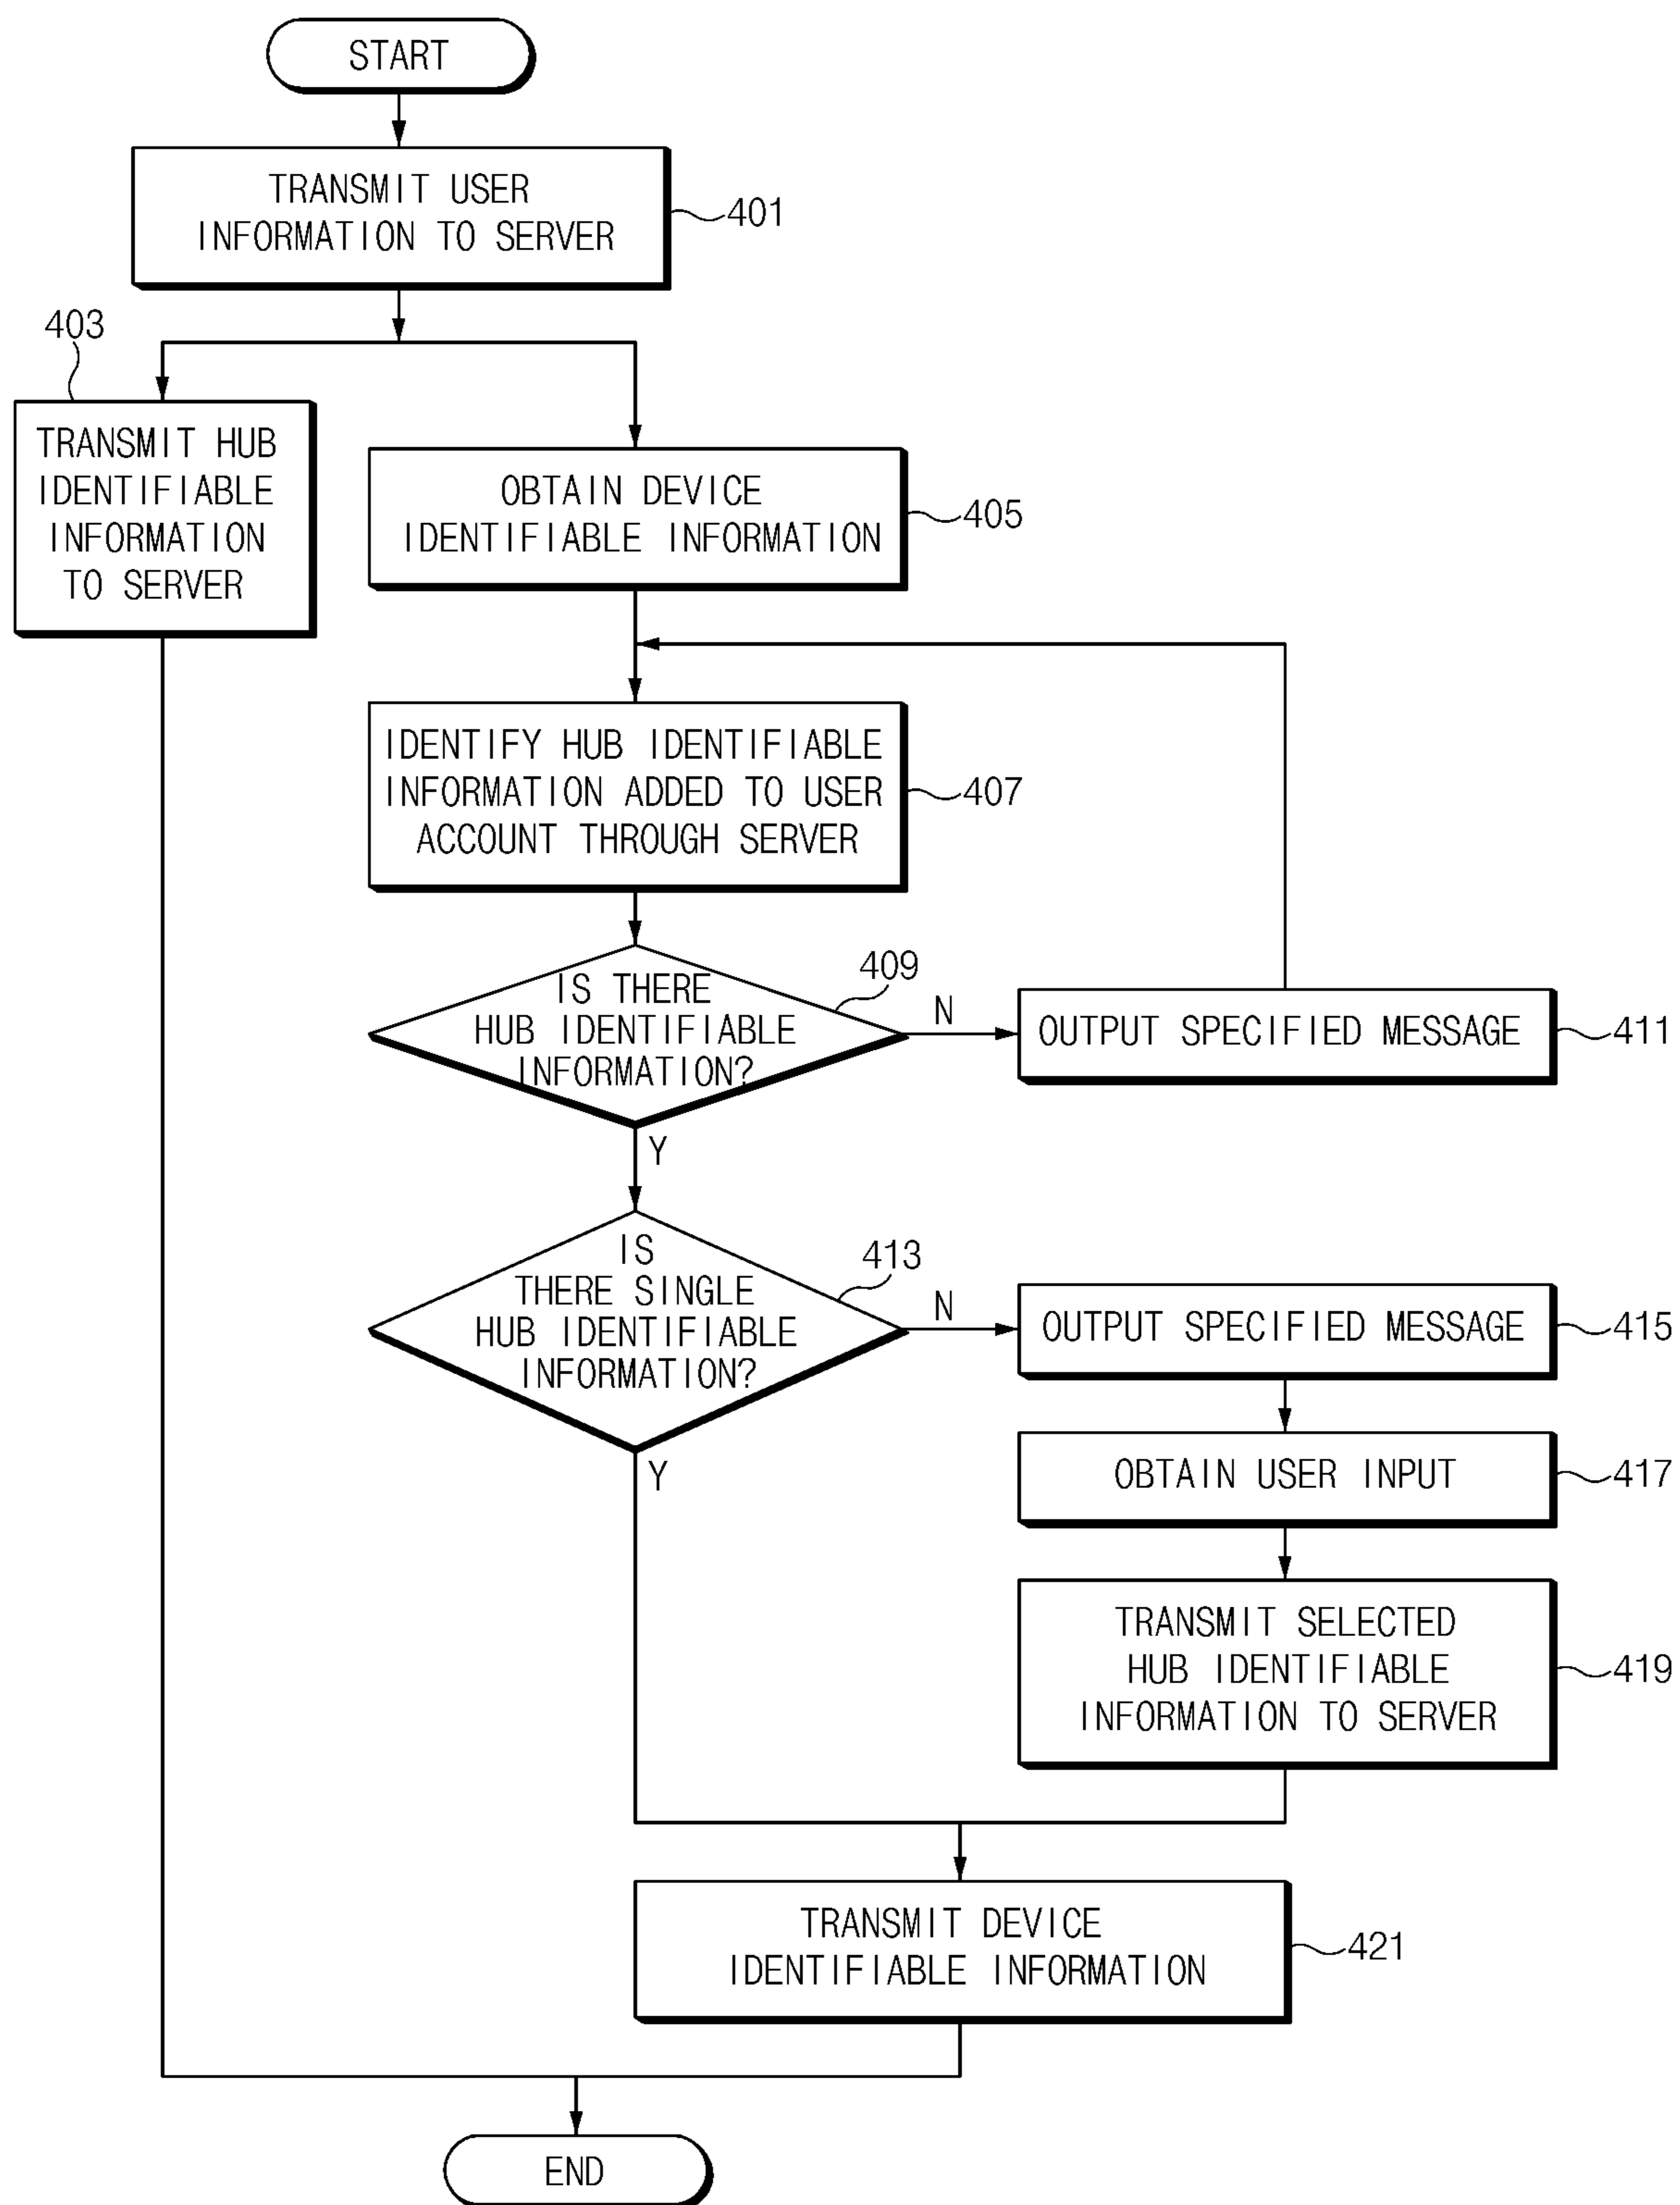 START
TRANSMIT USER
INFORMATION TO SERVER
401
403
TRANSMIT HUB
IDENTIFIABLE
INFORMATION
TO SERVER
OBTAIN DEVICE
IDENTIFIABLE INFORMATION
405
IDENTIFY HUB IDENTIFIABLE
INFORMATION ADDED TO USER
ACCOUNT THROUGH SERVER
407
IS THERE
HUB IDENTIFIABLE
INFORMATION?
409
N
OUTPUT SPECIFIED MESSAGE
411
Y
IS
THERE SINGLE
HUB IDENTIFIABLE
INFORMATION?
413
N
OUTPUT SPECIFIED MESSAGE
415
Y
OBTAIN USER INPUT
417
TRANSMIT SELECTED
HUB IDENTIFIABLE
INFORMATION TO SERVER
419
TRANSMIT DEVICE
IDENTIFIABLE INFORMATION
421
END